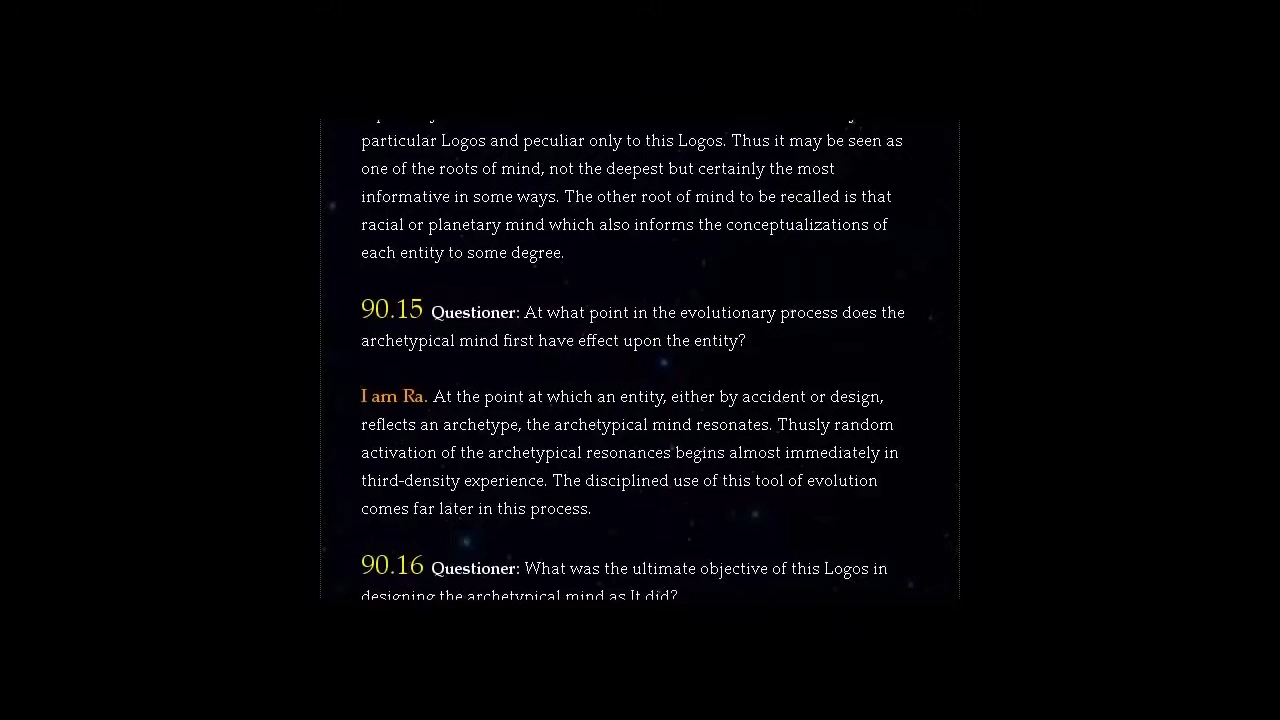 particular Logos and peculiar only to this Logos. Thus it may be seen as
one of the roots of mind, not the deepest but certainly the most
informative in some ways. The other root of mind to be recalled is that
racial or planetary mind which also informs the conceptualizations of
each entity to some degree.
90.15 Questioner: At what point in the evolutionary process does the
archetypical mind first have effect upon the entity?
I am Ra. At the point at which an entity, either by accident or design,
reflects an archetype, the archetypical mind resonates. Thusly random
activation of the archetypical resonances begins almost immediately in
third-density experience. The disciplined use of this tool of evolution
comes far later in this process.
90.16 Questioner: What was the ultimate objective of this Logos in
designing the archetypical mind as It did?